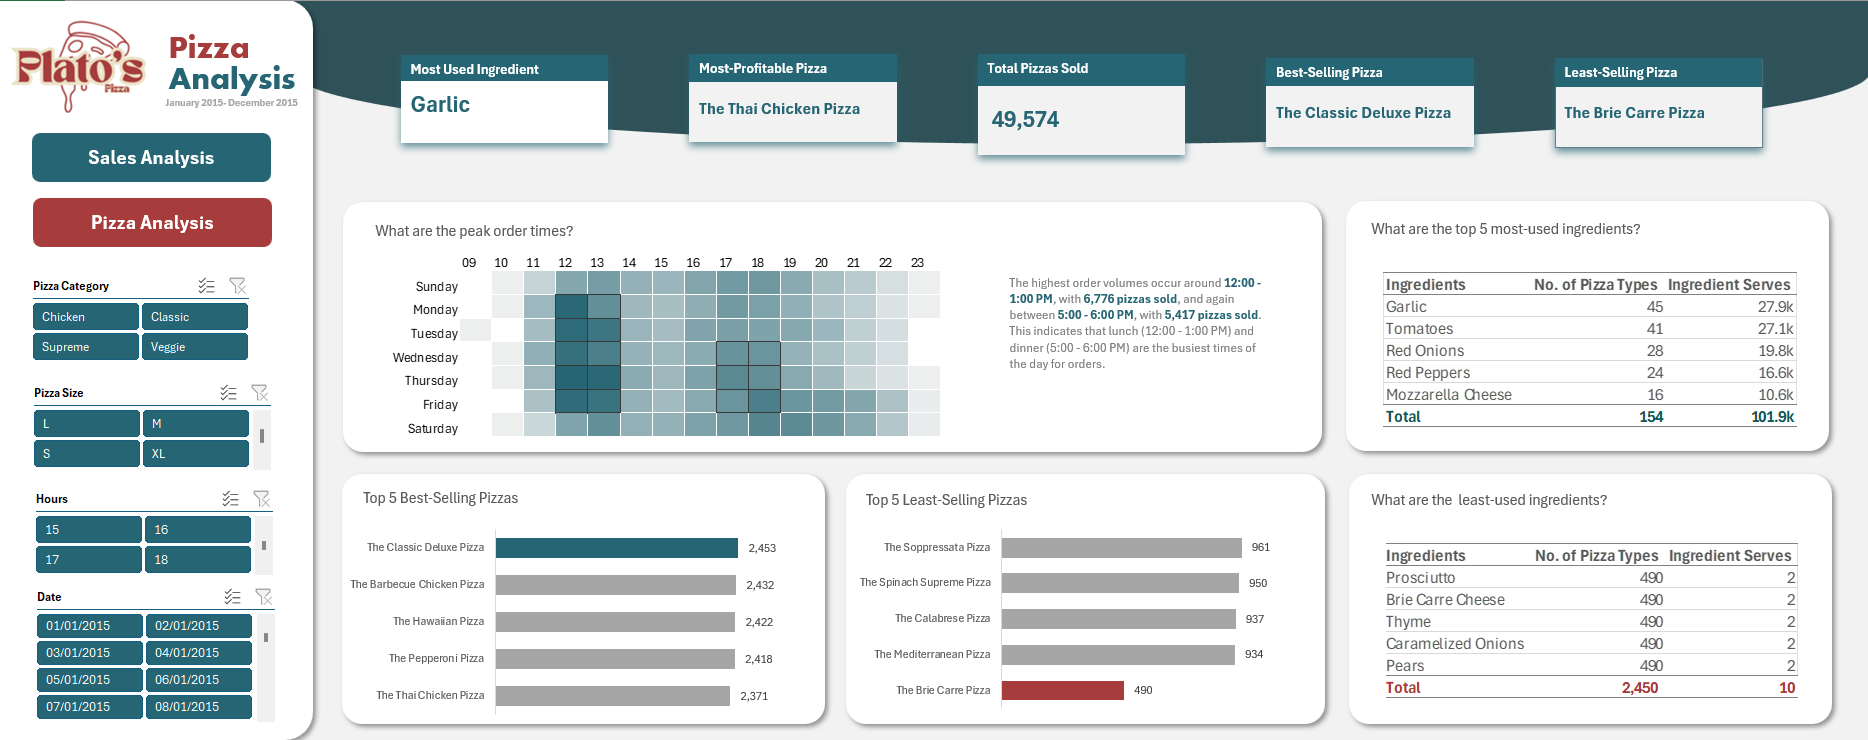 Plato's
Pizza
Pizza
Analysis
January 2015- December 2015
Sales Analysis
Pizza Analysis
Pizza Category
Chicken Classic
Supreme Veggie
Pizza Size
L M
S XL
Hours
15 16
17 18
Date
01/01/2015 02/01/2015
03/01/2015 04/01/2015
05/01/2015 06/01/2015
07/01/2015 08/01/2015
Most Used Ingredient
Garlic
Most-Profitable Pizza
The Thai Chicken Pizza
Total Pizzas Sold
49,574
Best-Selling Pizza
The Classic Deluxe Pizza
Least-Selling Pizza
The Brie Carre Pizza
What are the peak order times?
09 10 11 12 13 14 15 16 17 18 19 20 21 22 23
Sunday
Monday
Tuesday
Wednesday
Thursday
Friday
Saturday
The highest order volumes occur around 12:00 -
1:00 PM, with 6,776 pizzas sold, and again
between 5:00 - 6:00 PM, with 5,417 pizzas sold.
This indicates that lunch (12:00 - 1:00 PM) and
dinner (5:00 - 6:00 PM) are the busiest times of
the day for orders.
What are the top 5 most-used ingredients?
Ingredients No. of Pizza Types Ingredient Serves
Garlic 45 27.9k
Tomatoes 41 27.1k
Red Onions 28 19.8k
Red Peppers 24 16.6k
Mozzarella Cheese 16 10.6k
Total 154 101.9k
Top 5 Best-Selling Pizzas
The Classic Deluxe Pizza 2,453
The Barbecue Chicken Pizza 2,432
The Hawaiian Pizza 2,422
The Pepperoni Pizza 2,418
The Thai Chicken Pizza 2,371
Top 5 Least-Selling Pizzas
The Soppressata Pizza 961
The Spinach Supreme Pizza 950
The Calabrese Pizza 937
The Mediterranean Pizza 934
The Brie Carre Pizza 490
What are the least-used ingredients?
Ingredients No. of Pizza Types Ingredient Serves
Prosciutto 490 2
Brie Carre Cheese 490 2
Thyme 490 2
Caramelized Onions 490 2
Pears 490 2
Total 2,450 10